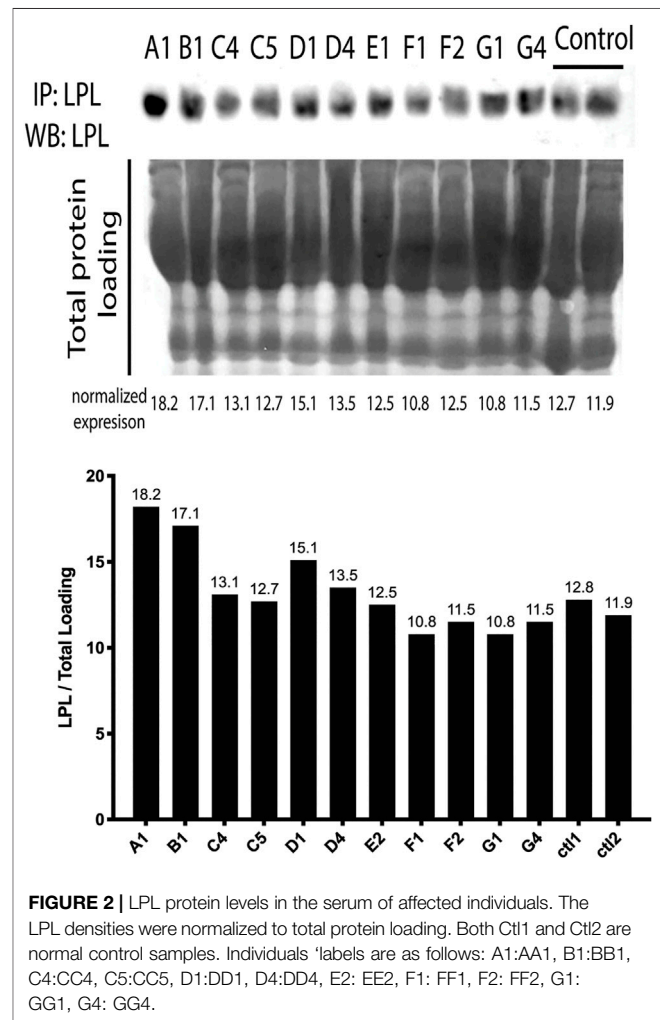 A1 B1 C4 C5 D1 D4 E1 F1 F2 G1 G4 Control
IP: LPL
WB: LPL
Total protein
loading
normalized
expresison
18.2 17.1 13.1 12.7 15.1 13.5 12.5 10.8 12.5 10.8 11.5 12.7 11.9
LPL / Total Loading
20
15
10
5
0
18.2
17.1
13.1
12.7
15.1
13.5
12.5
10.8
11.5
10.8
11.5
12.8
11.9
A1 B1 C4 C5 D1 D4 E2 F1 F2 G1 G4 ctl1 ctl2
FIGURE 2 | LPL protein levels in the serum of affected individuals. The
LPL densities were normalized to total protein loading. Both Ctl1 and Ctl2 are
normal control samples. Individuals ‘labels are as follows: A1:AA1, B1:BB1,
C4:CC4, C5:CC5, D1:DD1, D4:DD4, E2: EE2, F1: FF1, F2: FF2, G1:
GG1, G4: GG4.